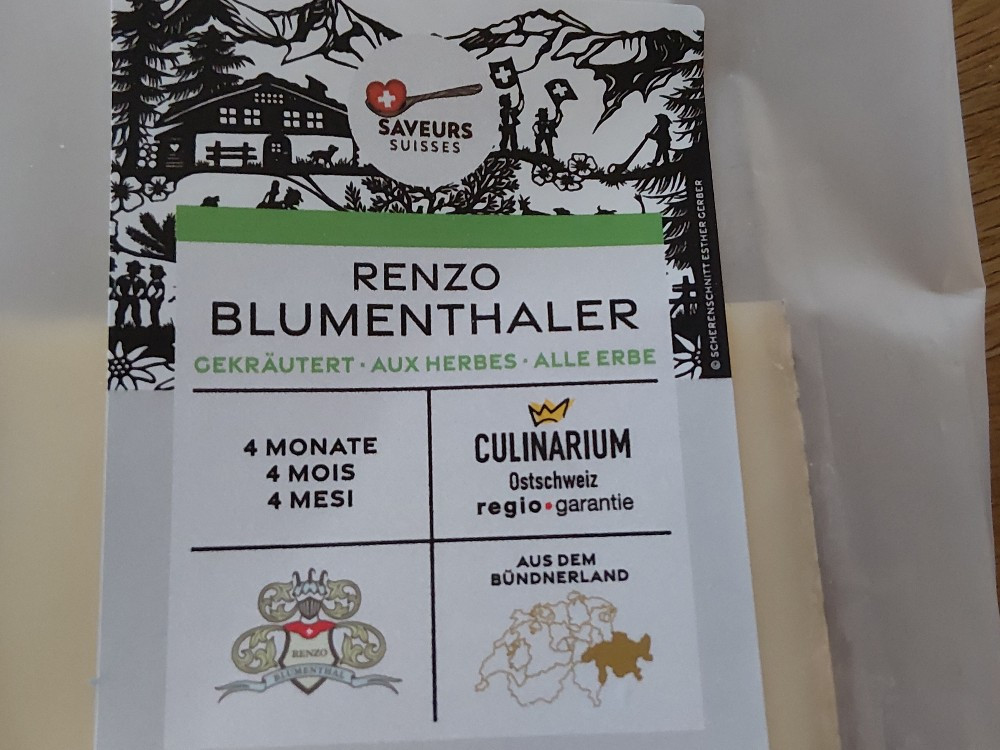 SAVEURS
SUISSES
© SCHERENSCHNITT ESTHER GERBER
RENZO
BLUMENTHALER
GEKRÄUTERT · AUX HERBES · ALLE ERBE
4 MONATE
4 MOIS
4 MESI
CULINARIUM
Ostschweiz
regio•garantie
RENZO
BLUMENTHAL
AUS DEM
BÜNDNERLAND